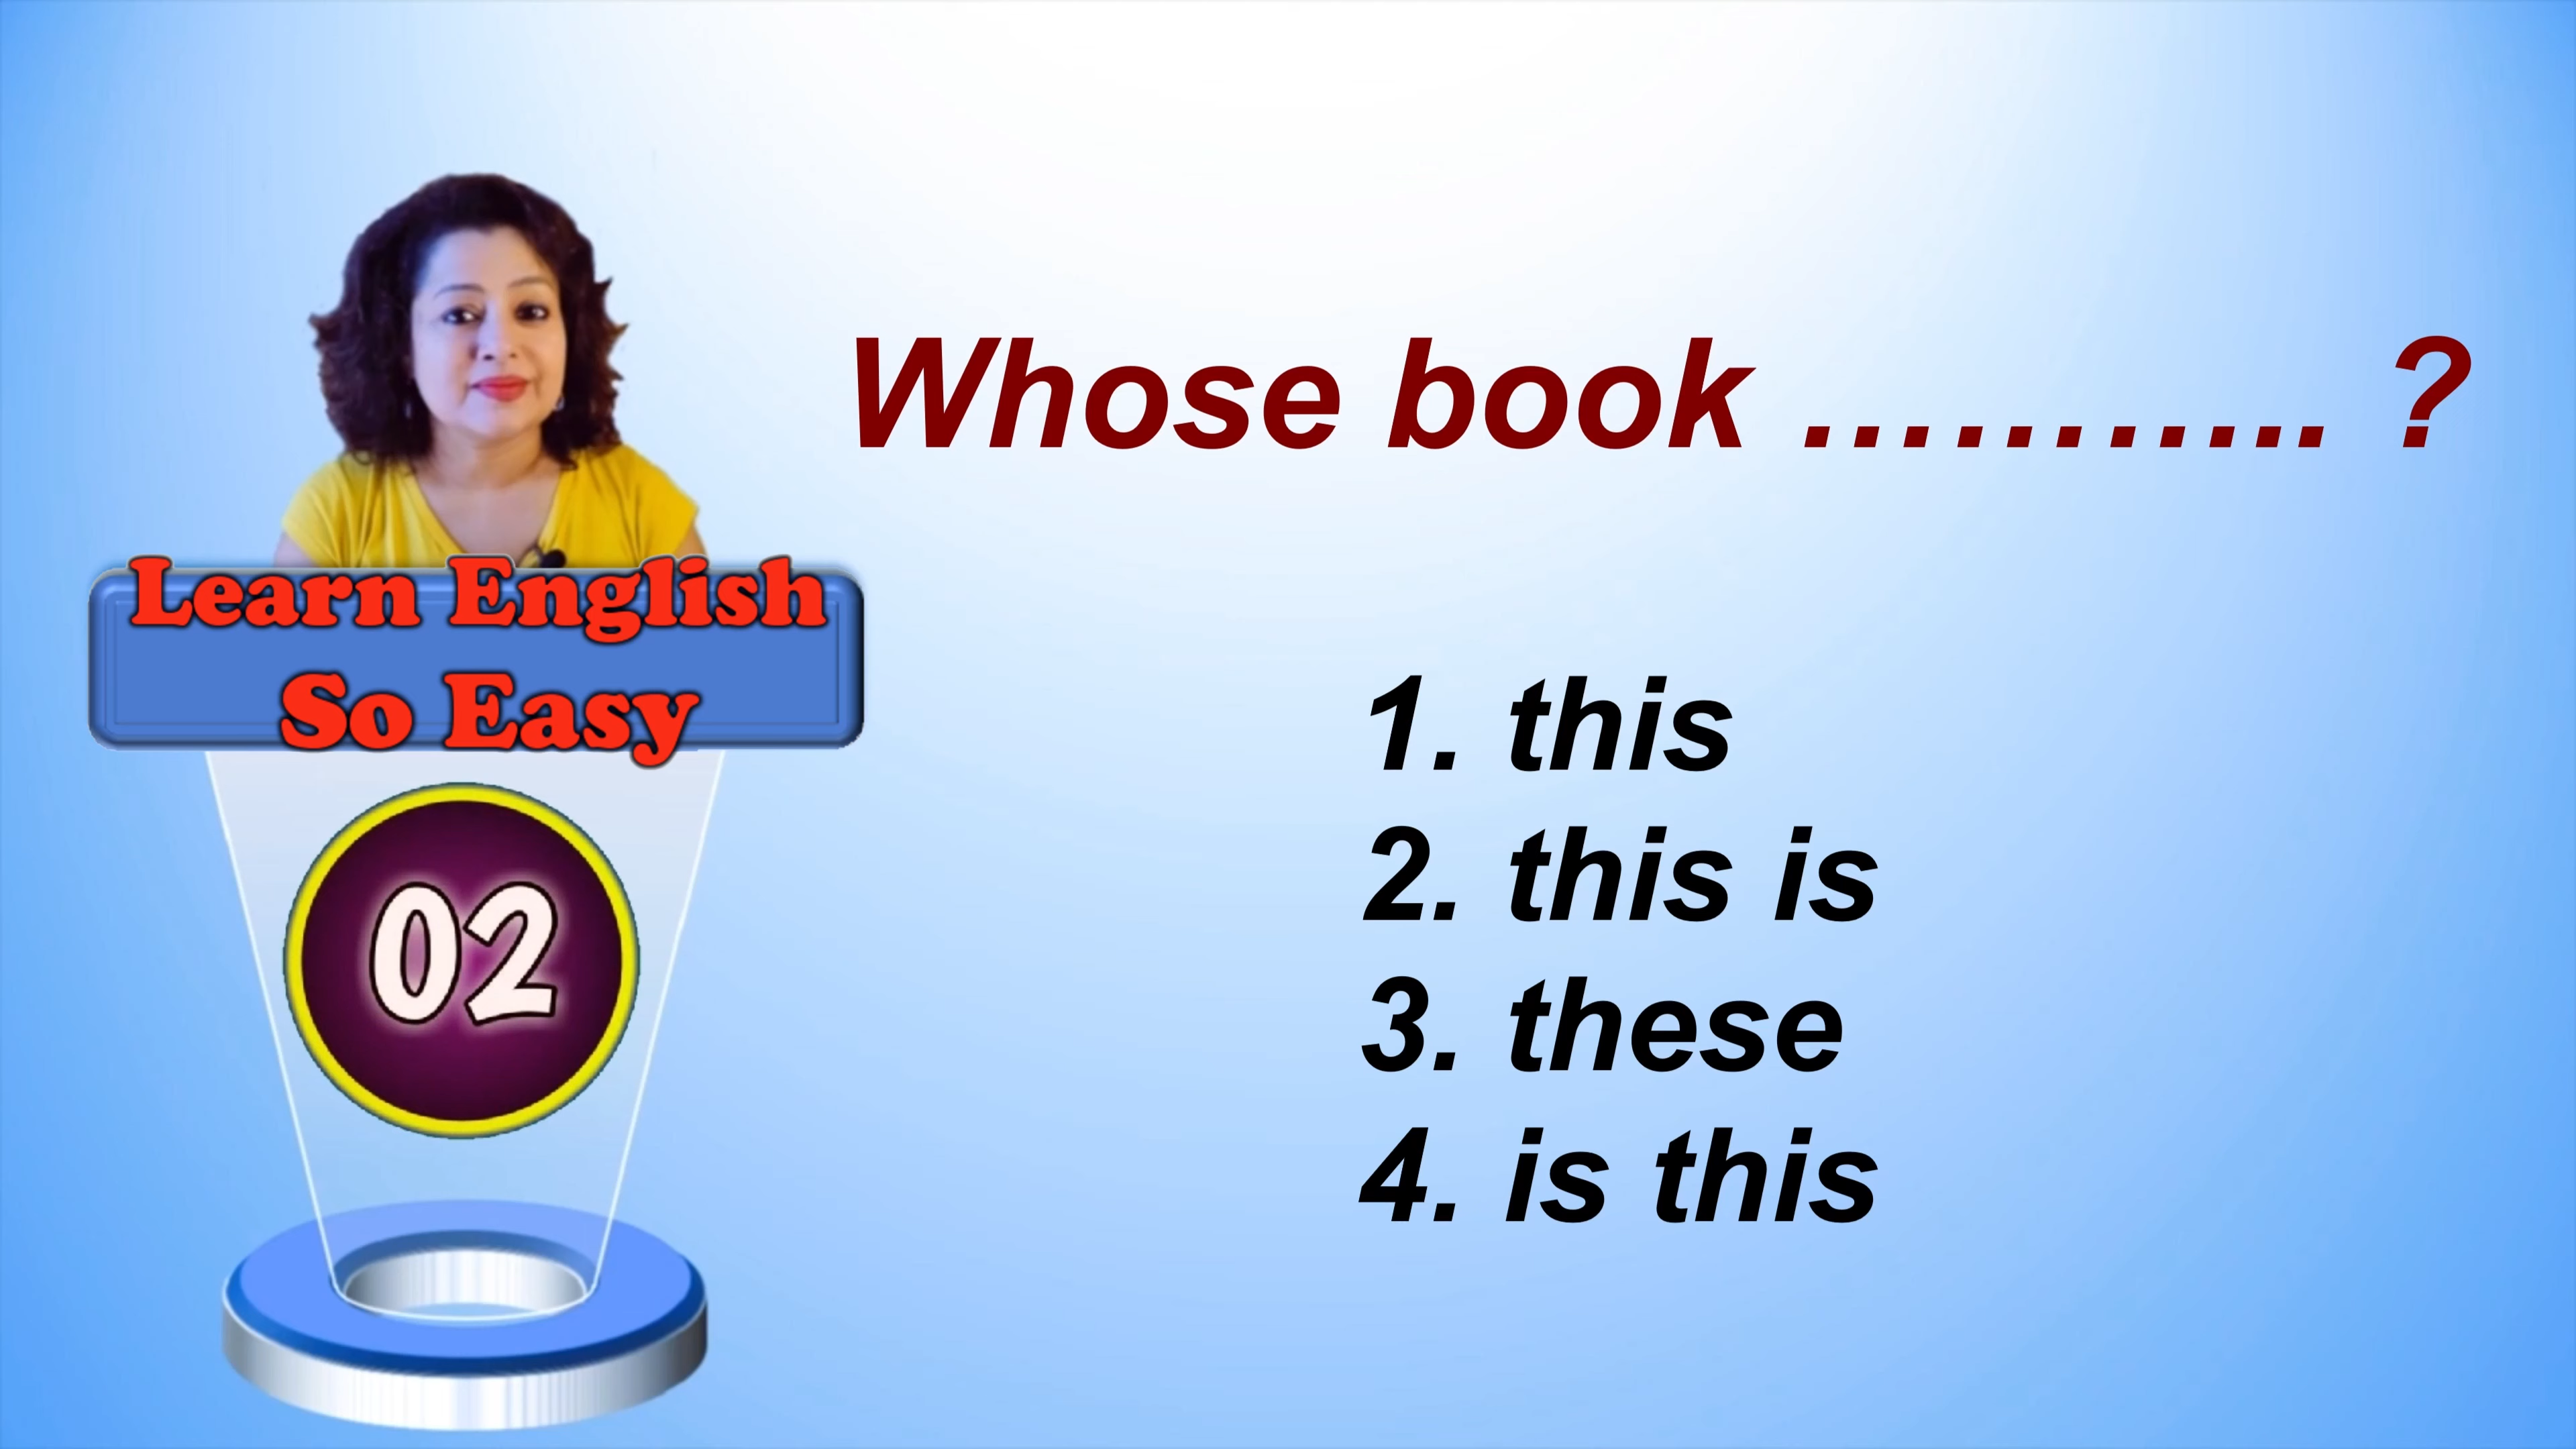 Whose book ……….. ?
Learn English
So Easy
02
1. this
2. this is
3. these
4. is this